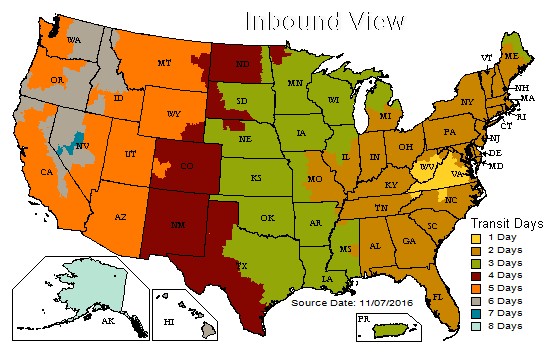 Inbound View
WA
MT
ND
MN
ME
VT
OR
ID
WY
SD
WI
MI
NY
NH
MA
RI
CT
NV
UT
NE
IA
IL
IN
OH
PA
NJ
DE
MD
CA
CO
KS
MO
KY
WV
VA
NC
AZ
NM
OK
AR
TN
SC
TX
LA
MS
AL
GA
FL
AK
HI
PR
Source Date: 11/07/2016
Transit Days
1 Day
2 Days
3 Days
4 Days
5 Days
6 Days
7 Days
8 Days